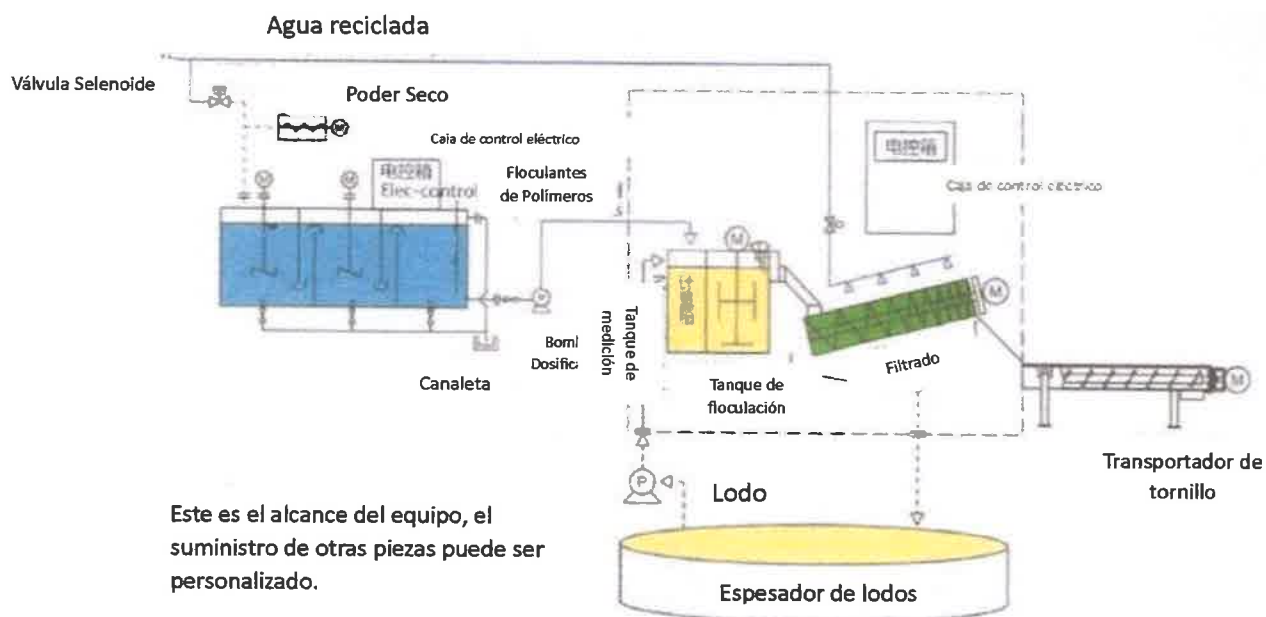 Agua reciclada
Válvula Selenoide
Poder Seco
Caja de control eléctrico
电控箱
Elec-control
Floculantes
de Polímeros
电控箱
Caja de control eléctrico
M
M
M
M
M
M
P
P
Tanque de
medición
Boml
Dosifica
Canaleta
Tanque de
floculación
Filtrado
Transportador de
tornillo
Lodo
Espesador de lodos
Este es el alcance del equipo, el
suministro de otras piezas puede ser
personalizado.